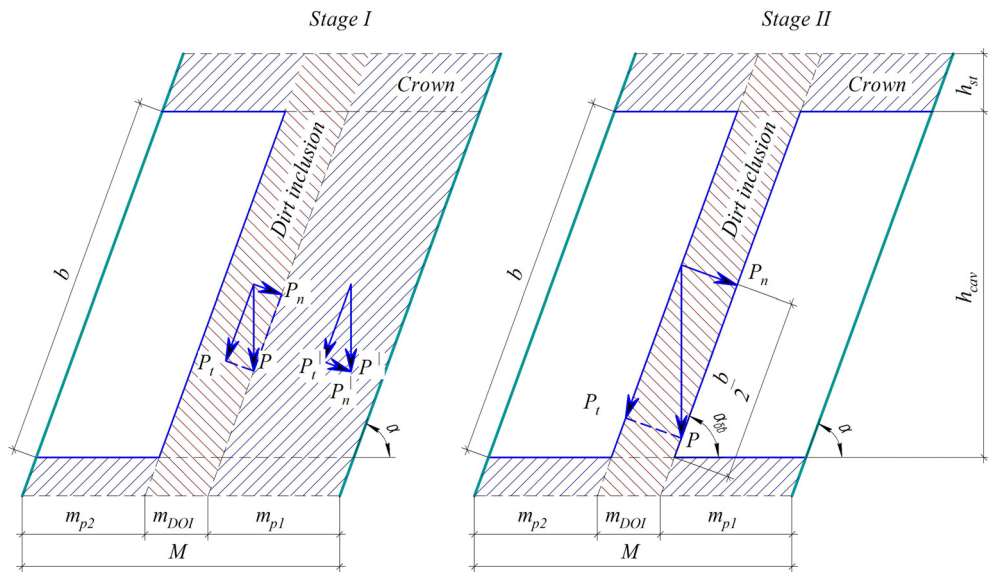 Stage I
Stage II
Crown
Crown
h_st
Dirt inclusion
Dirt inclusion
b
b
h_cav
P_n
P_t
P
P_t^|
P^|
P_n^|
P_n
b/2
P_t
P
α_δδ
α
α
m_p2
m_DOI
m_p1
M
m_p2
m_DOI
m_p1
M